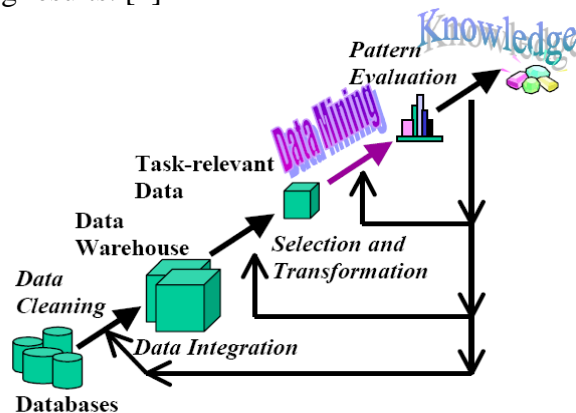 Knowledge
Pattern
Evaluation
Data Mining
Task-relevant
Data
Data
Warehouse
Selection and
Transformation
Data
Cleaning
Data Integration
Databases